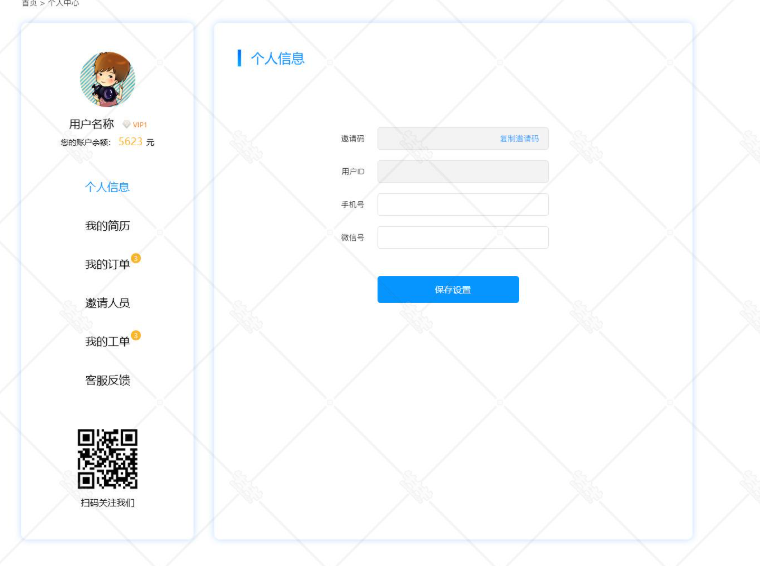 首页 > 个人中心
用户名称 VIP1
您的账户余额： 5623 元
个人信息
我的简历
我的订单 3
邀请人员
我的工单 3
客服反馈
扫码关注我们
个人信息
邀请码 复制邀请码
用户ID
手机号
微信号
保存设置